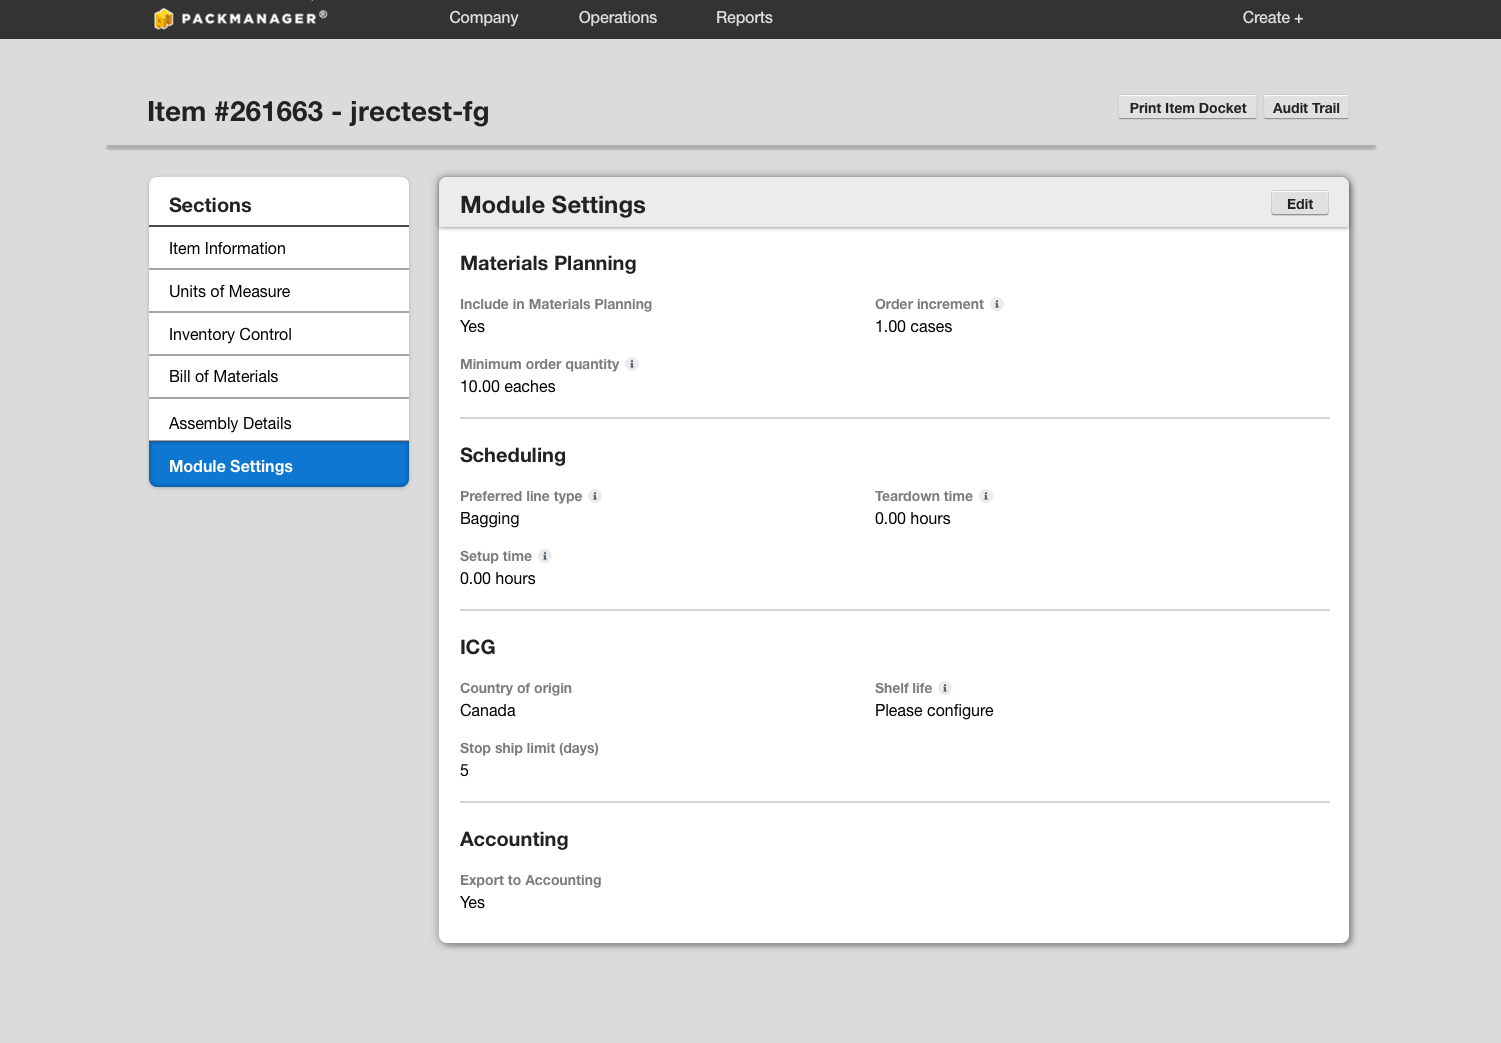 PACKMANAGER®
Company
Operations
Reports
Create +
Item #261663 - jrectest-fg
Print Item Docket
Audit Trail
Sections
Item Information
Units of Measure
Inventory Control
Bill of Materials
Assembly Details
Module Settings
Module Settings
Edit
Materials Planning
Include in Materials Planning
Yes
Order increment i
1.00 cases
Minimum order quantity i
10.00 eaches
Scheduling
Preferred line type i
Bagging
Teardown time i
0.00 hours
Setup time i
0.00 hours
ICG
Country of origin
Canada
Shelf life i
Please configure
Stop ship limit (days)
5
Accounting
Export to Accounting
Yes